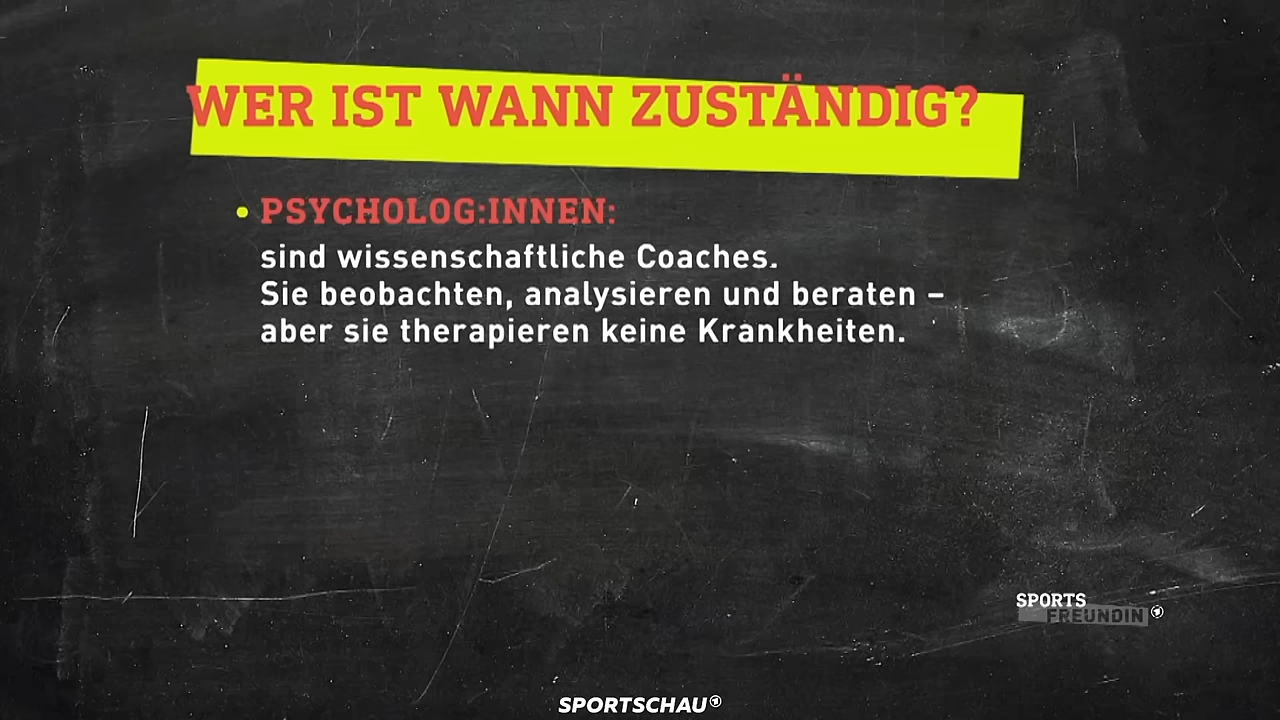 WER IST WANN ZUSTÄNDIG?
• PSYCHOLOG:INNEN:
sind wissenschaftliche Coaches.
Sie beobachten, analysieren und beraten –
aber sie therapieren keine Krankheiten.
SPORTS
FREUNDIN
SPORTSCHAU